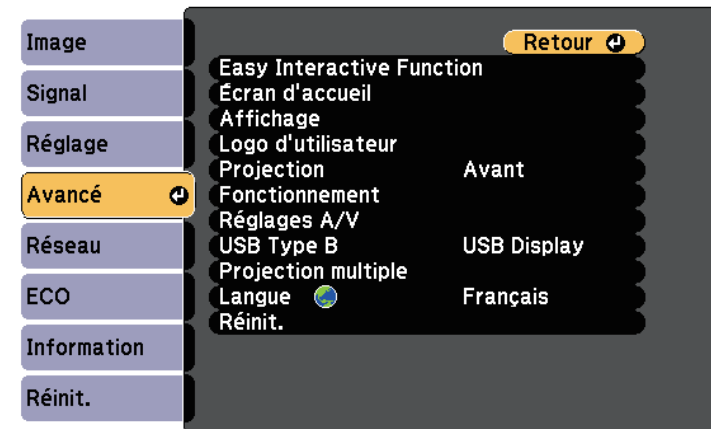 Image
Signal
Réglage
Avancé
Réseau
ECO
Information
Réinit.
Retour
Easy Interactive Function
Écran d'accueil
Affichage
Logo d'utilisateur
Projection Avant
Fonctionnement
Réglages A/V
USB Type B USB Display
Projection multiple
Langue Français
Réinit.